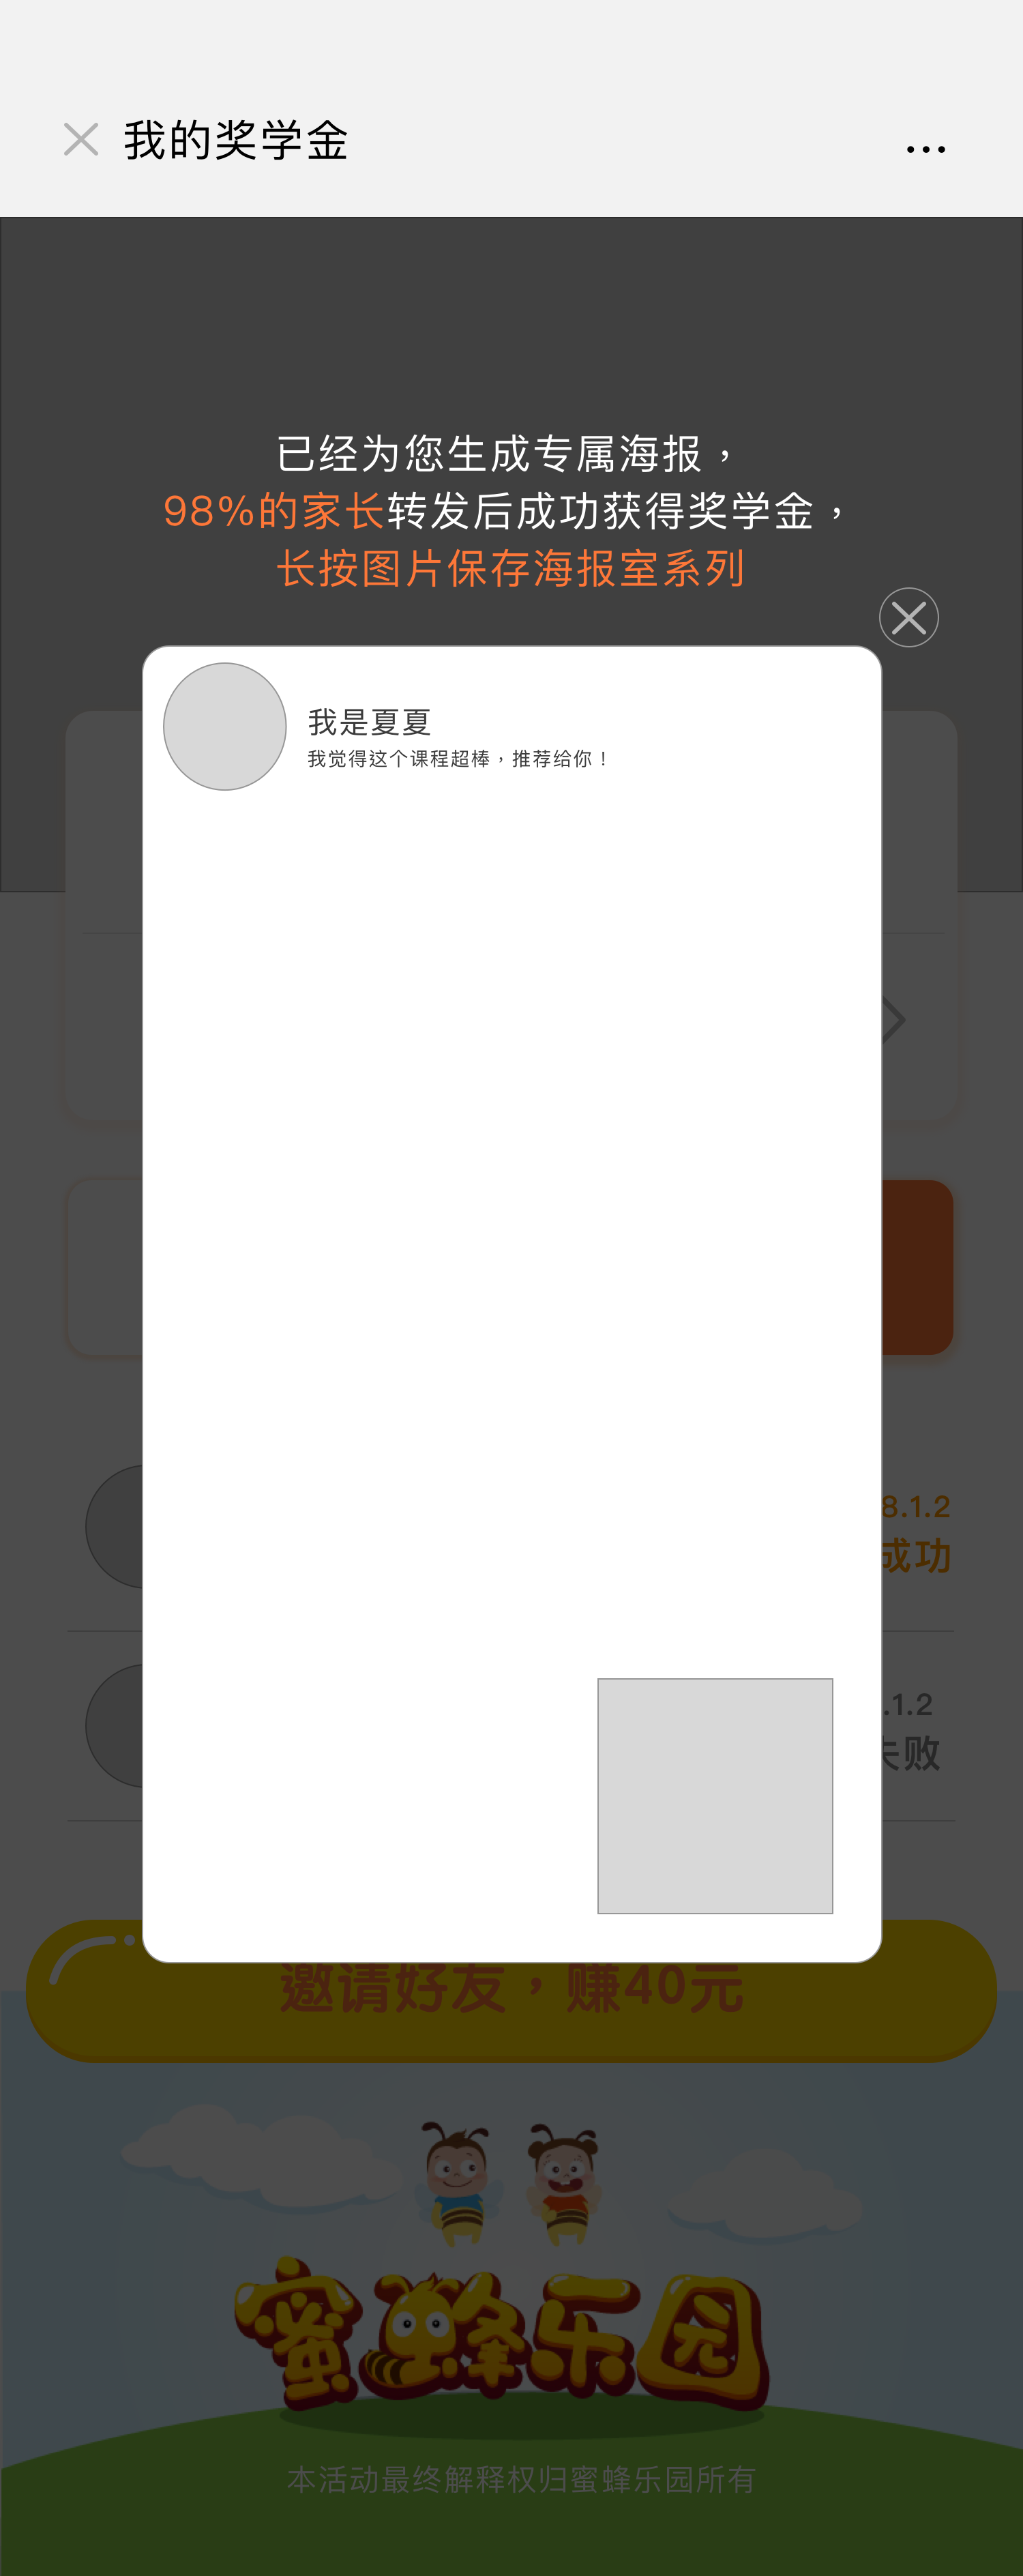 我的奖学金
已经为您生成专属海报，
98%的家长转发后成功获得奖学金，
长按图片保存海报室系列
我是夏夏
我觉得这个课程超棒，推荐给你！
8.1.2
成功
.1.2
败
邀请好友，赚40元
蜜蜂乐园
本活动最终解释权归蜜蜂乐园所有